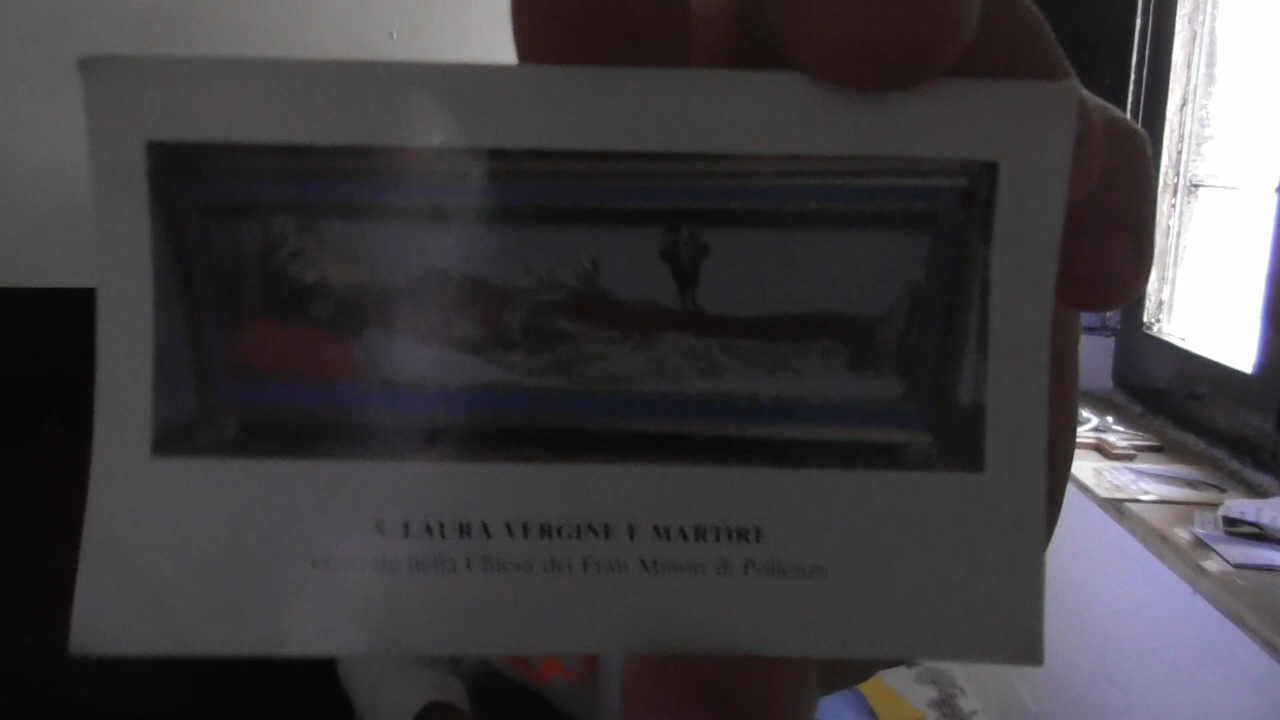 S. LAURA VERGINE E MARTIRE
nella Chiesa dei Frati Minori di Pollenza